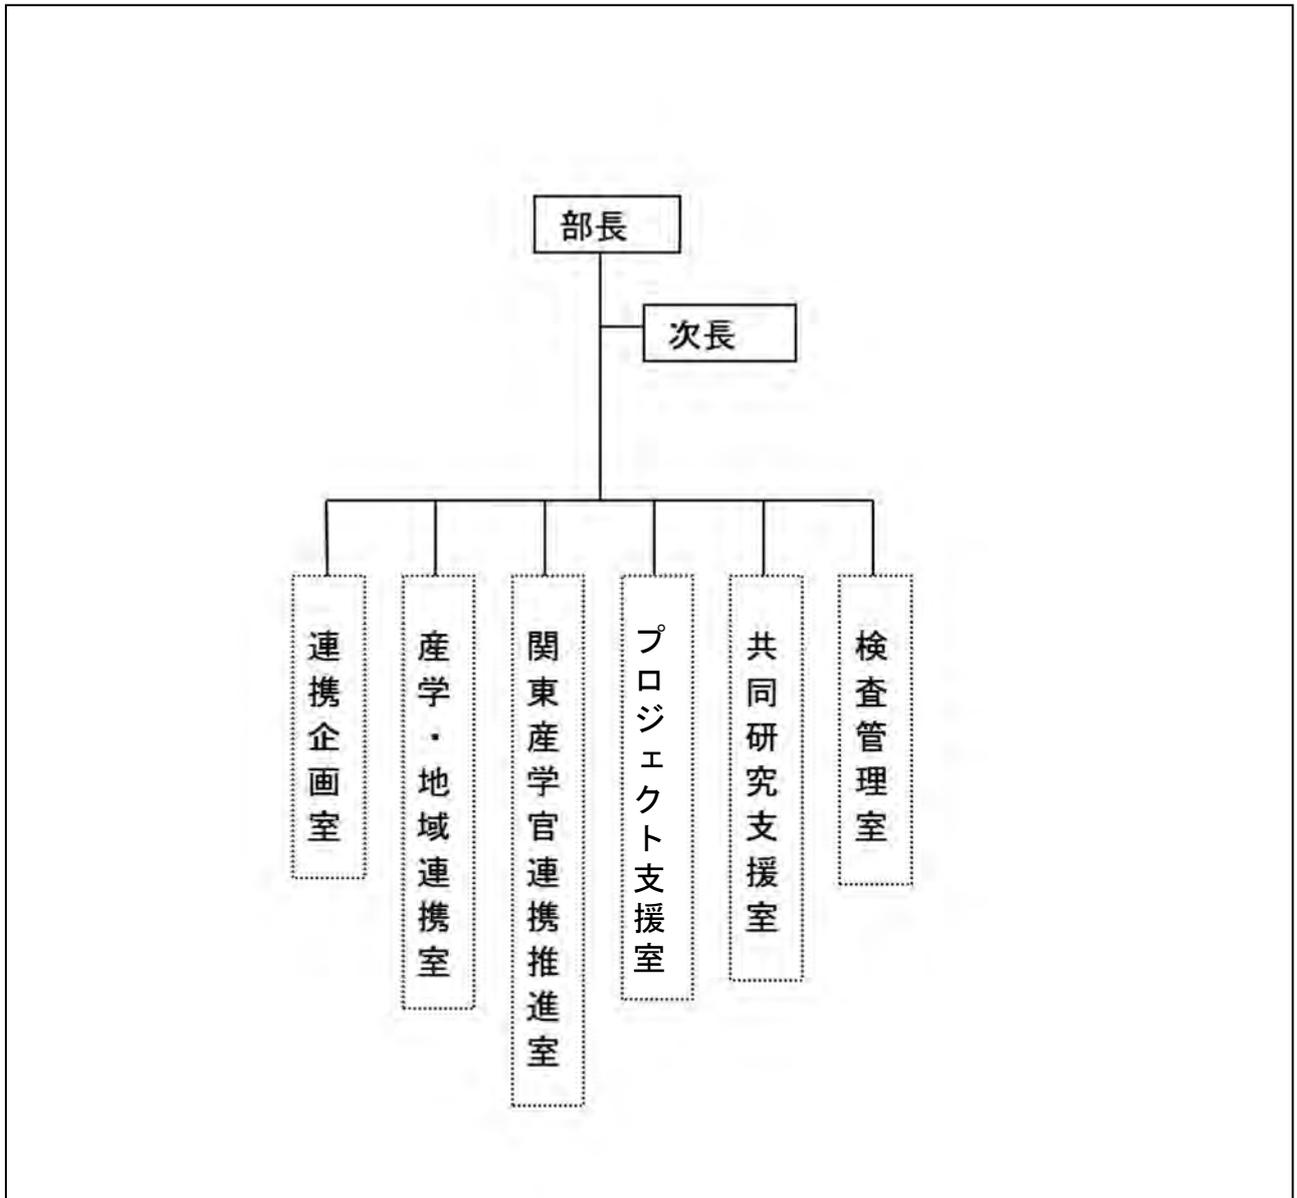 部長
次長
連携企画室
産学・地域連携室
関東産学官連携推進室
プロジェクト支援室
共同研究支援室
検査管理室